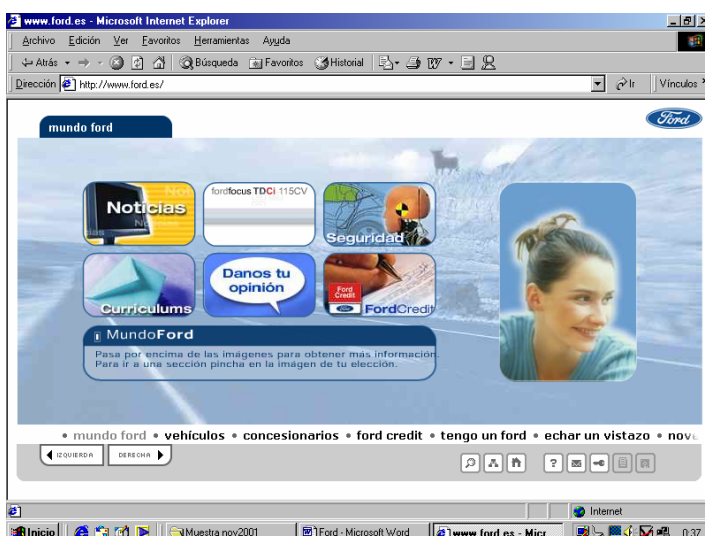 www.ford.es - Microsoft Internet Explorer
Archivo Edición Ver Favoritos Herramientas Ayuda
Atrás Búsqueda Favoritos Historial
Dirección http://www.ford.es/ Ir Vínculos
mundo ford
Ford
Noticias
fordfocus TDCi 115CV
Seguridad
Curriculums
Danos tu
opinión
Ford
Credit
Ford
FordCredit
MundoFord
Pasa por encima de las imágenes para obtener más información.
Para ir a una sección pincha en la imágen de tu elección.
• mundo ford • vehículos • concesionarios • ford credit • tengo un ford • echar un vistazo • nove
IZQUIERDA DERECHA
?
Internet
Inicio Muestra nov2001 Ford - Microsoft Word www.ford.es - Micr 0:37